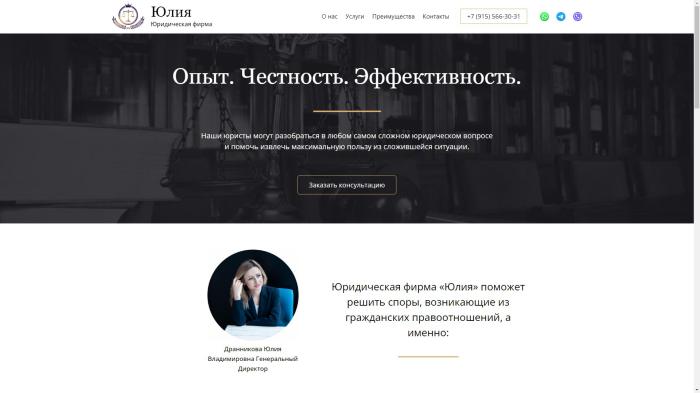 Юлия
Юридическая фирма
О нас Услуги Преимущества Контакты +7 (915) 566-30-31
Опыт. Честность. Эффективность.
Наши юристы могут разобраться в любом самом сложном юридическом вопросе
и помочь извлечь максимальную пользу из сложившейся ситуации.
Заказать консультацию
Юридическая фирма «Юлия» поможет
решить споры, возникающие из
гражданских правоотношений, а
именно:
Дранникова Юлия
Владимировна Генеральный
Директор